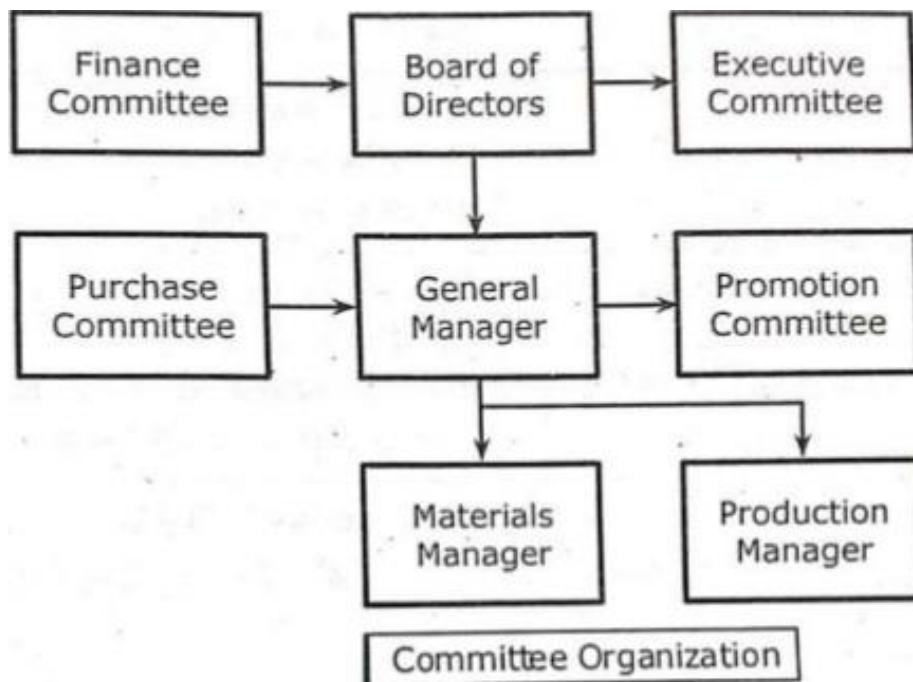 Finance
Committee
Board of
Directors
Executive
Committee
Purchase
Committee
General
Manager
Promotion
Committee
Materials
Manager
Production
Manager
Committee Organization